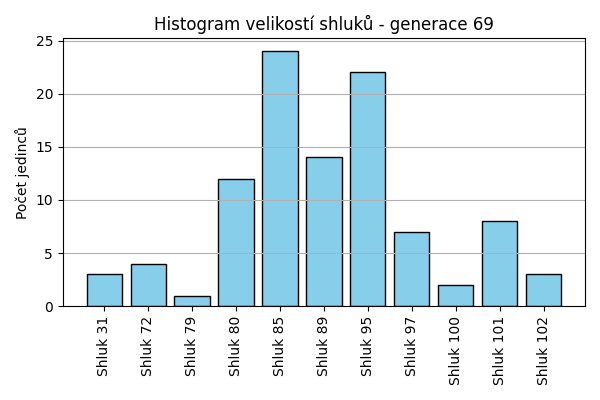 Histogram velikostí shluků - generace 69
Počet jedinců
25
20
15
10
5
0
Shluk 31
Shluk 72
Shluk 79
Shluk 80
Shluk 85
Shluk 89
Shluk 95
Shluk 97
Shluk 100
Shluk 101
Shluk 102